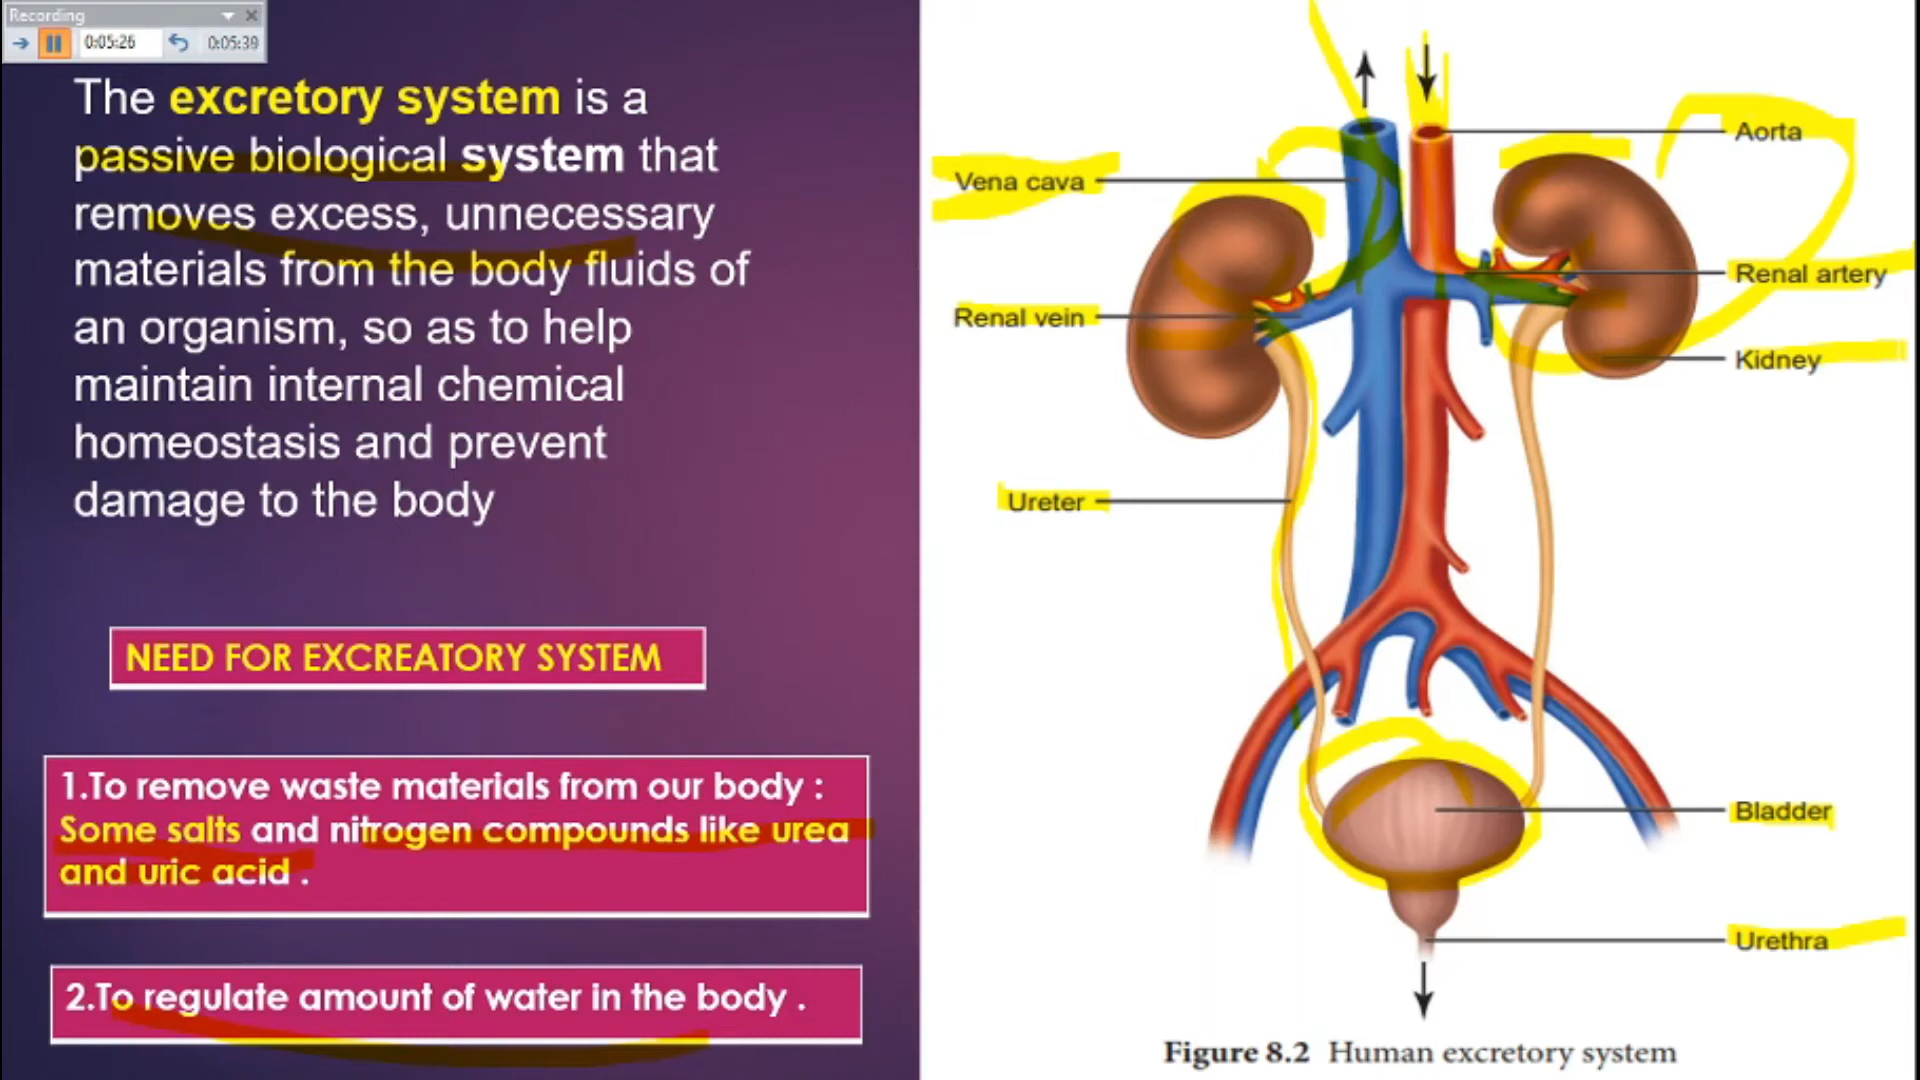 Recording
0:05:26
0:05:39
The excretory system is a
passive biological system that
removes excess, unnecessary
materials from the body fluids of
an organism, so as to help
maintain internal chemical
homeostasis and prevent
damage to the body
NEED FOR EXCREATORY SYSTEM
1.To remove waste materials from our body :
Some salts and nitrogen compounds like urea
and uric acid .
2.To regulate amount of water in the body .
Aorta
Vena cava
Renal artery
Renal vein
Kidney
Ureter
Bladder
Urethra
Figure 8.2 Human excretory system